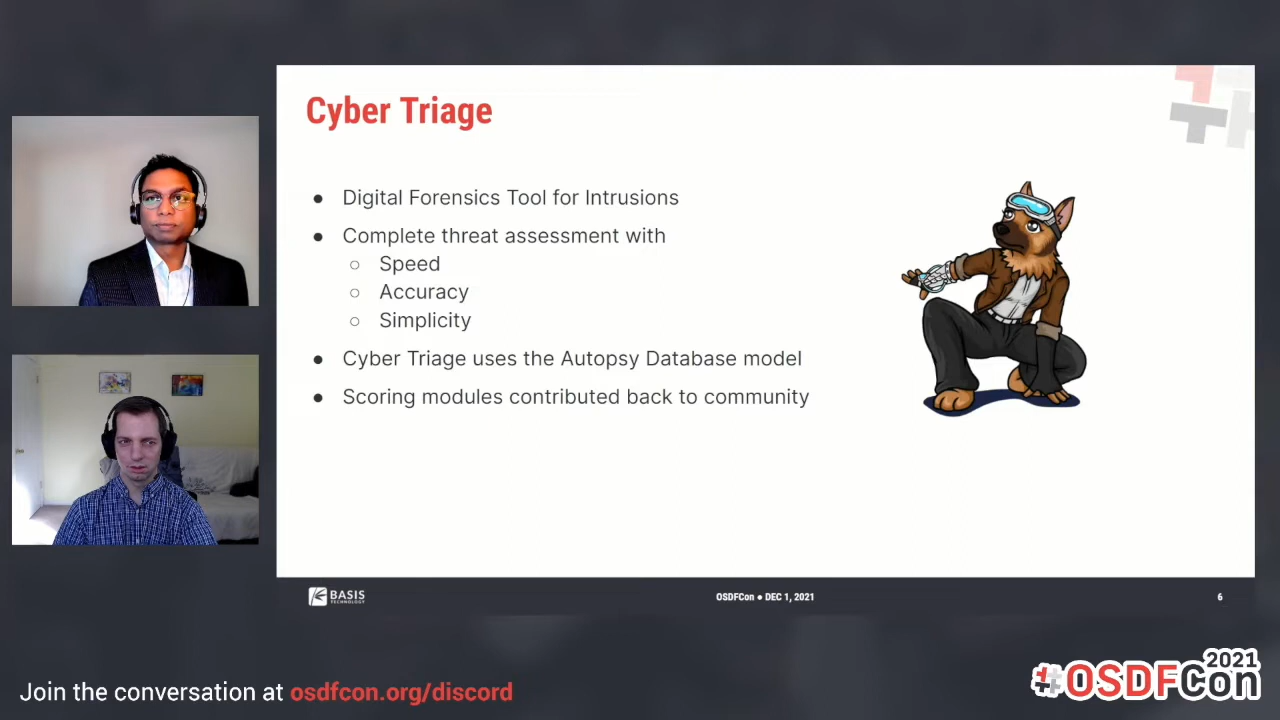 Cyber Triage
● Digital Forensics Tool for Intrusions
● Complete threat assessment with
○ Speed
○ Accuracy
○ Simplicity
● Cyber Triage uses the Autopsy Database model
● Scoring modules contributed back to community
BASIS
TECHNOLOGY
OSDFCon ● DEC 1, 2021
6
Join the conversation at osdfcon.org/discord
2021
#OSDFCon